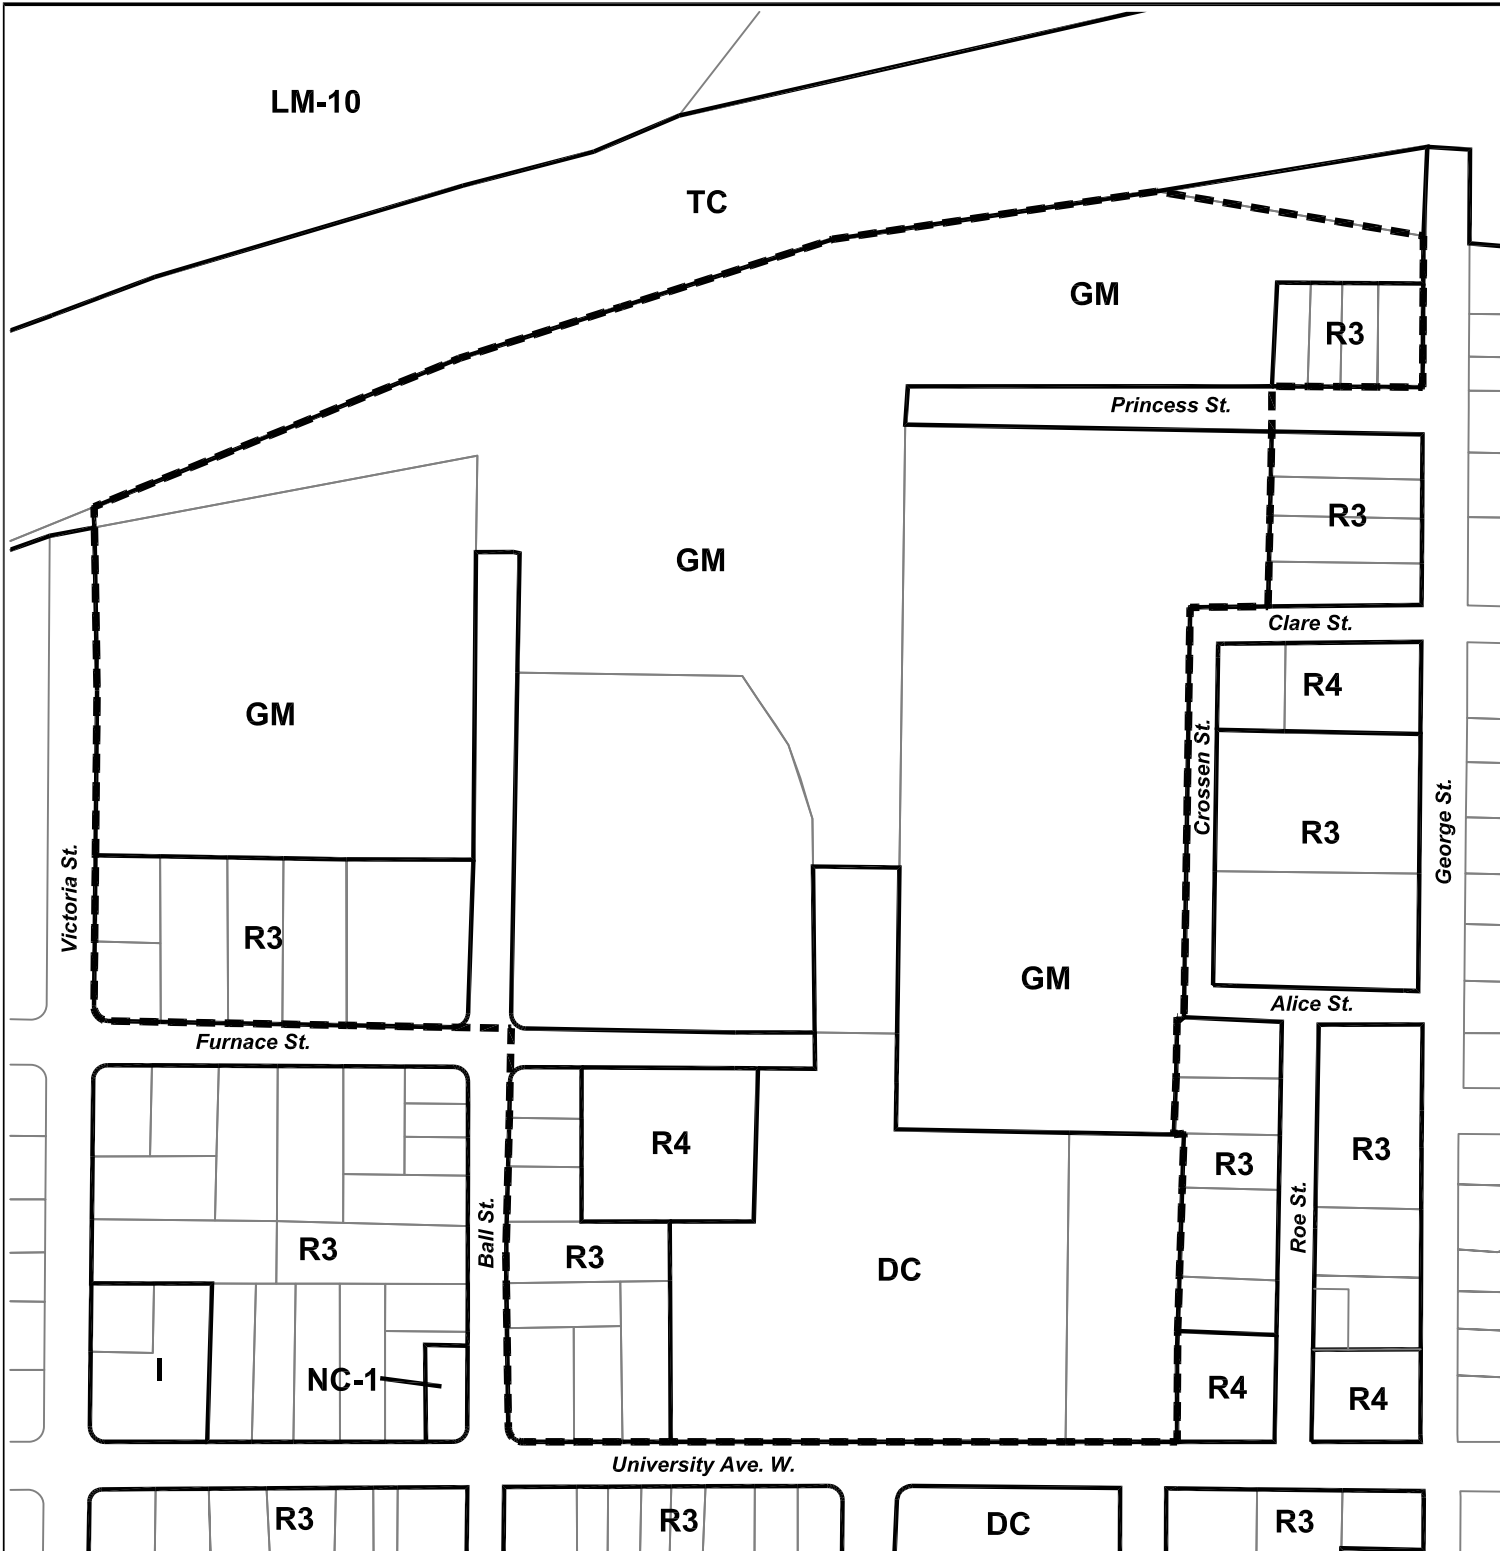 LM-10
TC
GM
R3
Princess St.
R3
GM
Clare St.
R4
GM
Crossen St.
George St.
R3
Victoria St.
R3
GM
Alice St.
Furnace St.
R4
R3
R3
Ball St.
Roe St.
R3
R3
DC
I
NC-1
R4
R4
University Ave. W.
R3
R3
DC
R3